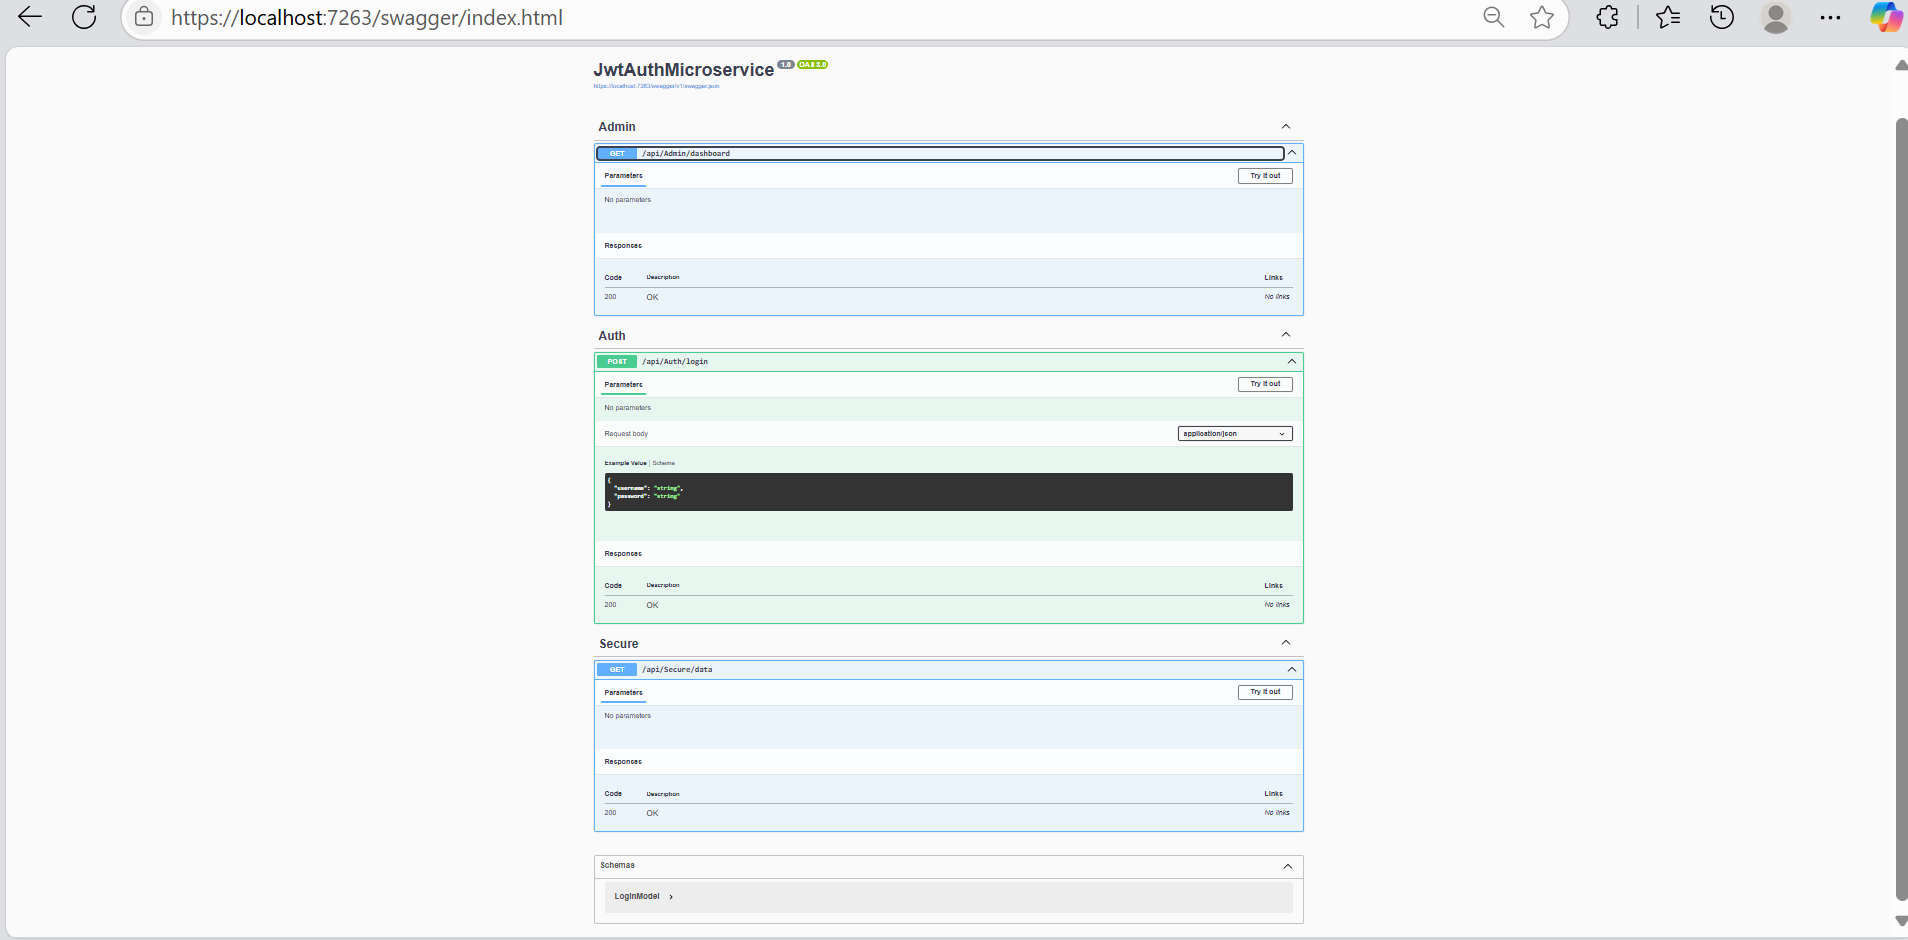 https://localhost:7263/swagger/index.html
JwtAuthMicroservice 1.0 OAS 3.0
https://localhost:7263/swagger/v1/swagger.json
Admin
GET /api/Admin/dashboard
Parameters Try it out
No parameters
Responses
Code Description Links
200 OK No links
Auth
POST /api/Auth/login
Parameters Try it out
No parameters
Request body application/json
Example Value | Schema
{
"username": "string",
"password": "string"
}
Responses
Code Description Links
200 OK No links
Secure
GET /api/Secure/data
Parameters Try it out
No parameters
Responses
Code Description Links
200 OK No links
Schemas
LoginModel